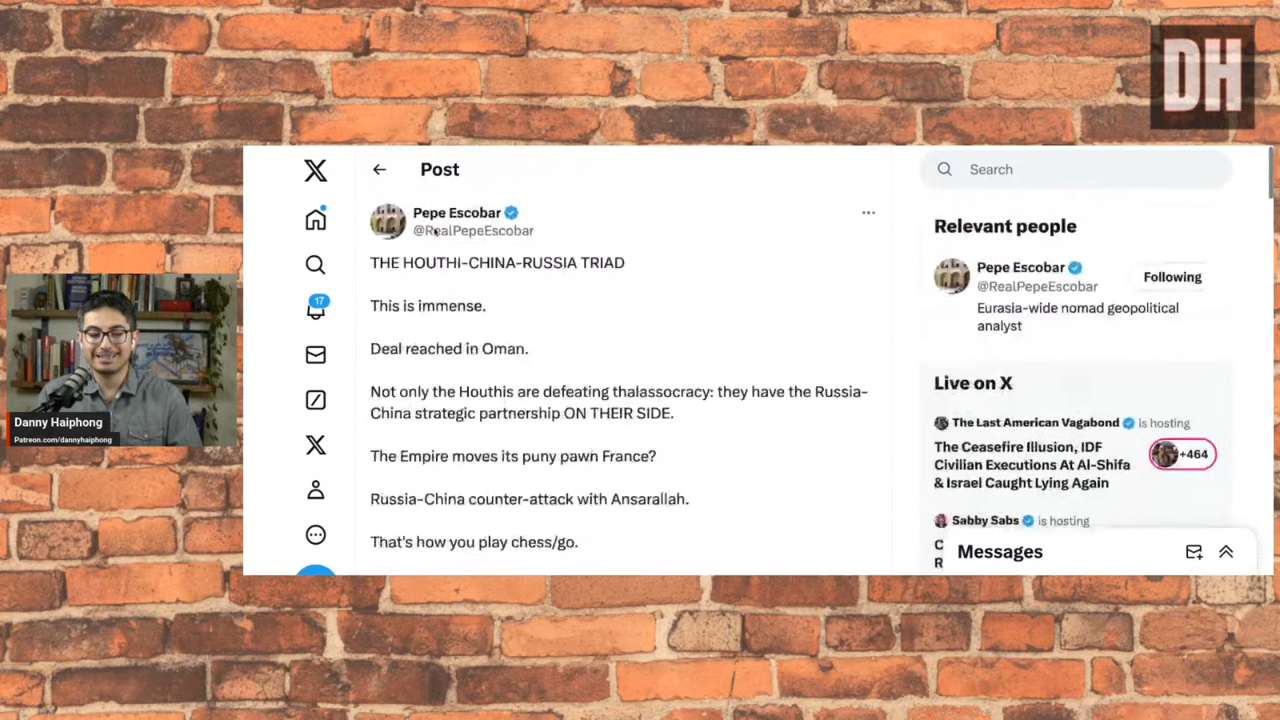 DH
Post
Pepe Escobar
@RealPepeEscobar
THE HOUTHI-CHINA-RUSSIA TRIAD
This is immense.
Deal reached in Oman.
Not only the Houthis are defeating thalassocracy: they have the Russia-
China strategic partnership ON THEIR SIDE.
The Empire moves its puny pawn France?
Russia-China counter-attack with Ansarallah.
That's how you play chess/go.
17
Search
Relevant people
Pepe Escobar
@RealPepeEscobar
Following
Eurasia-wide nomad geopolitical
analyst
Live on X
The Last American Vagabond is hosting
The Ceasefire Illusion, IDF
Civilian Executions At Al-Shifa
& Israel Caught Lying Again
+464
Sabby Sabs is hosting
C
R
Messages
Danny Haiphong
Patreon.com/dannyhaiphong